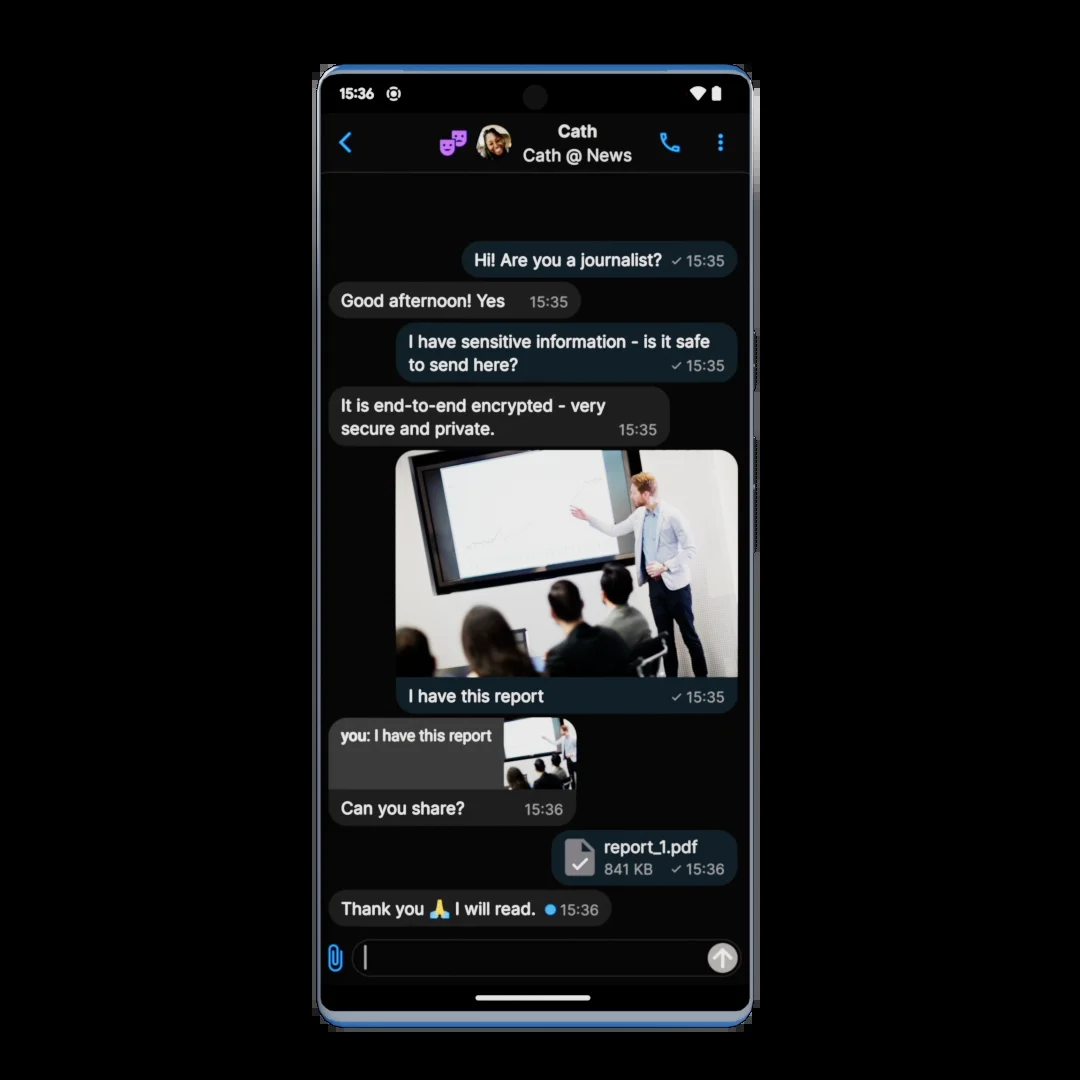 15:36
Cath
Cath @ News
Hi! Are you a journalist? 15:35
Good afternoon! Yes 15:35
I have sensitive information - is it safe
to send here? 15:35
It is end-to-end encrypted - very
secure and private. 15:35
I have this report 15:35
you: I have this report
Can you share? 15:36
report_1.pdf
841 KB 15:36
Thank you 🙏 I will read. 15:36